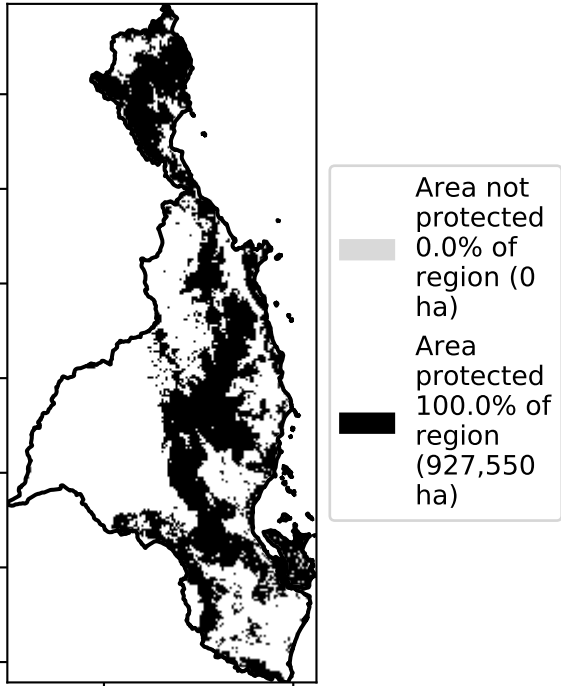 Area not
protected
0.0% of
region (0
ha)
Area
protected
100.0% of
region
(927,550
ha)